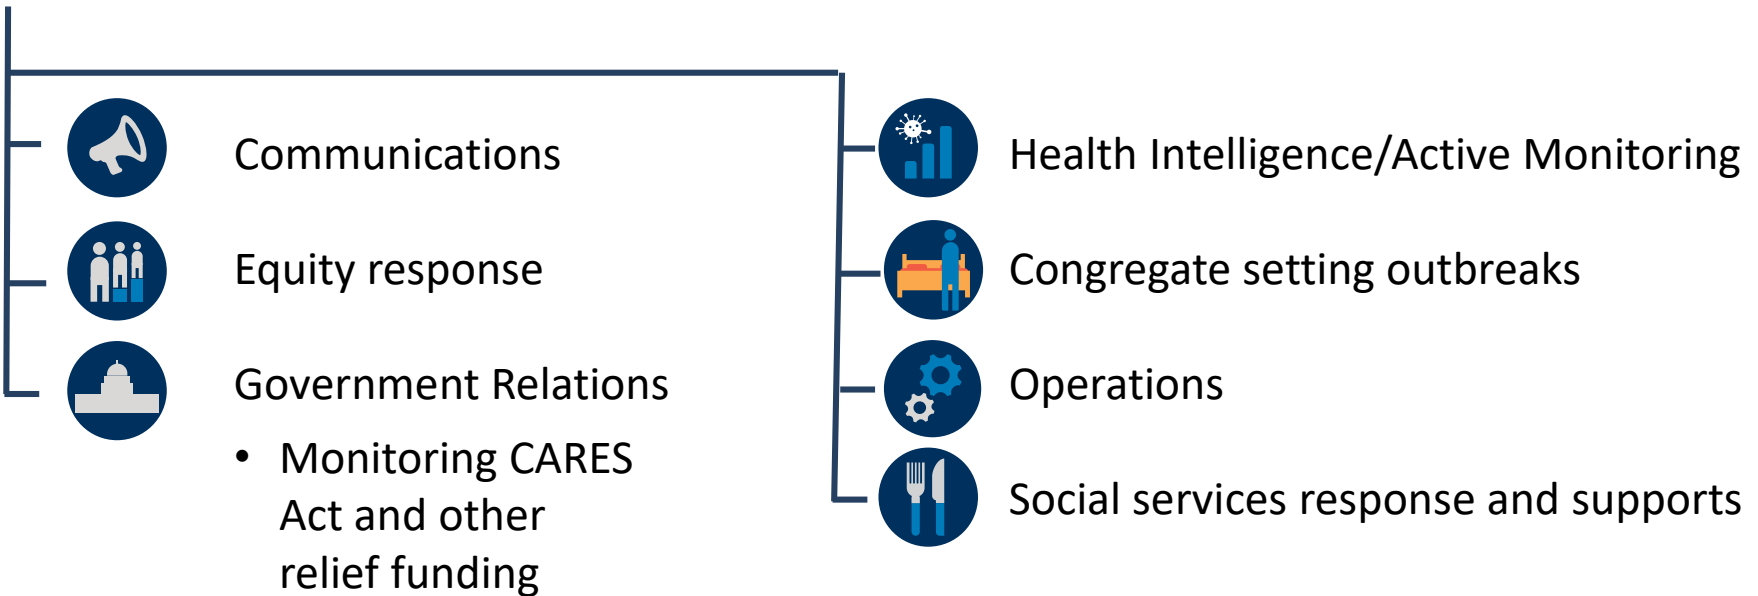 Communications
Equity response
Government Relations
• Monitoring CARES
Act and other
relief funding
Health Intelligence/Active Monitoring
Congregate setting outbreaks
Operations
Social services response and supports